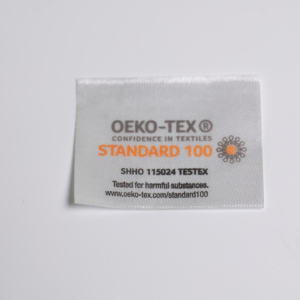 OEKO-TEX®
CONFIDENCE IN TEXTILES
STANDARD 100
SHHO 115024 TESTEX
Tested for harmful substances.
www.oeko-tex.com/standard100